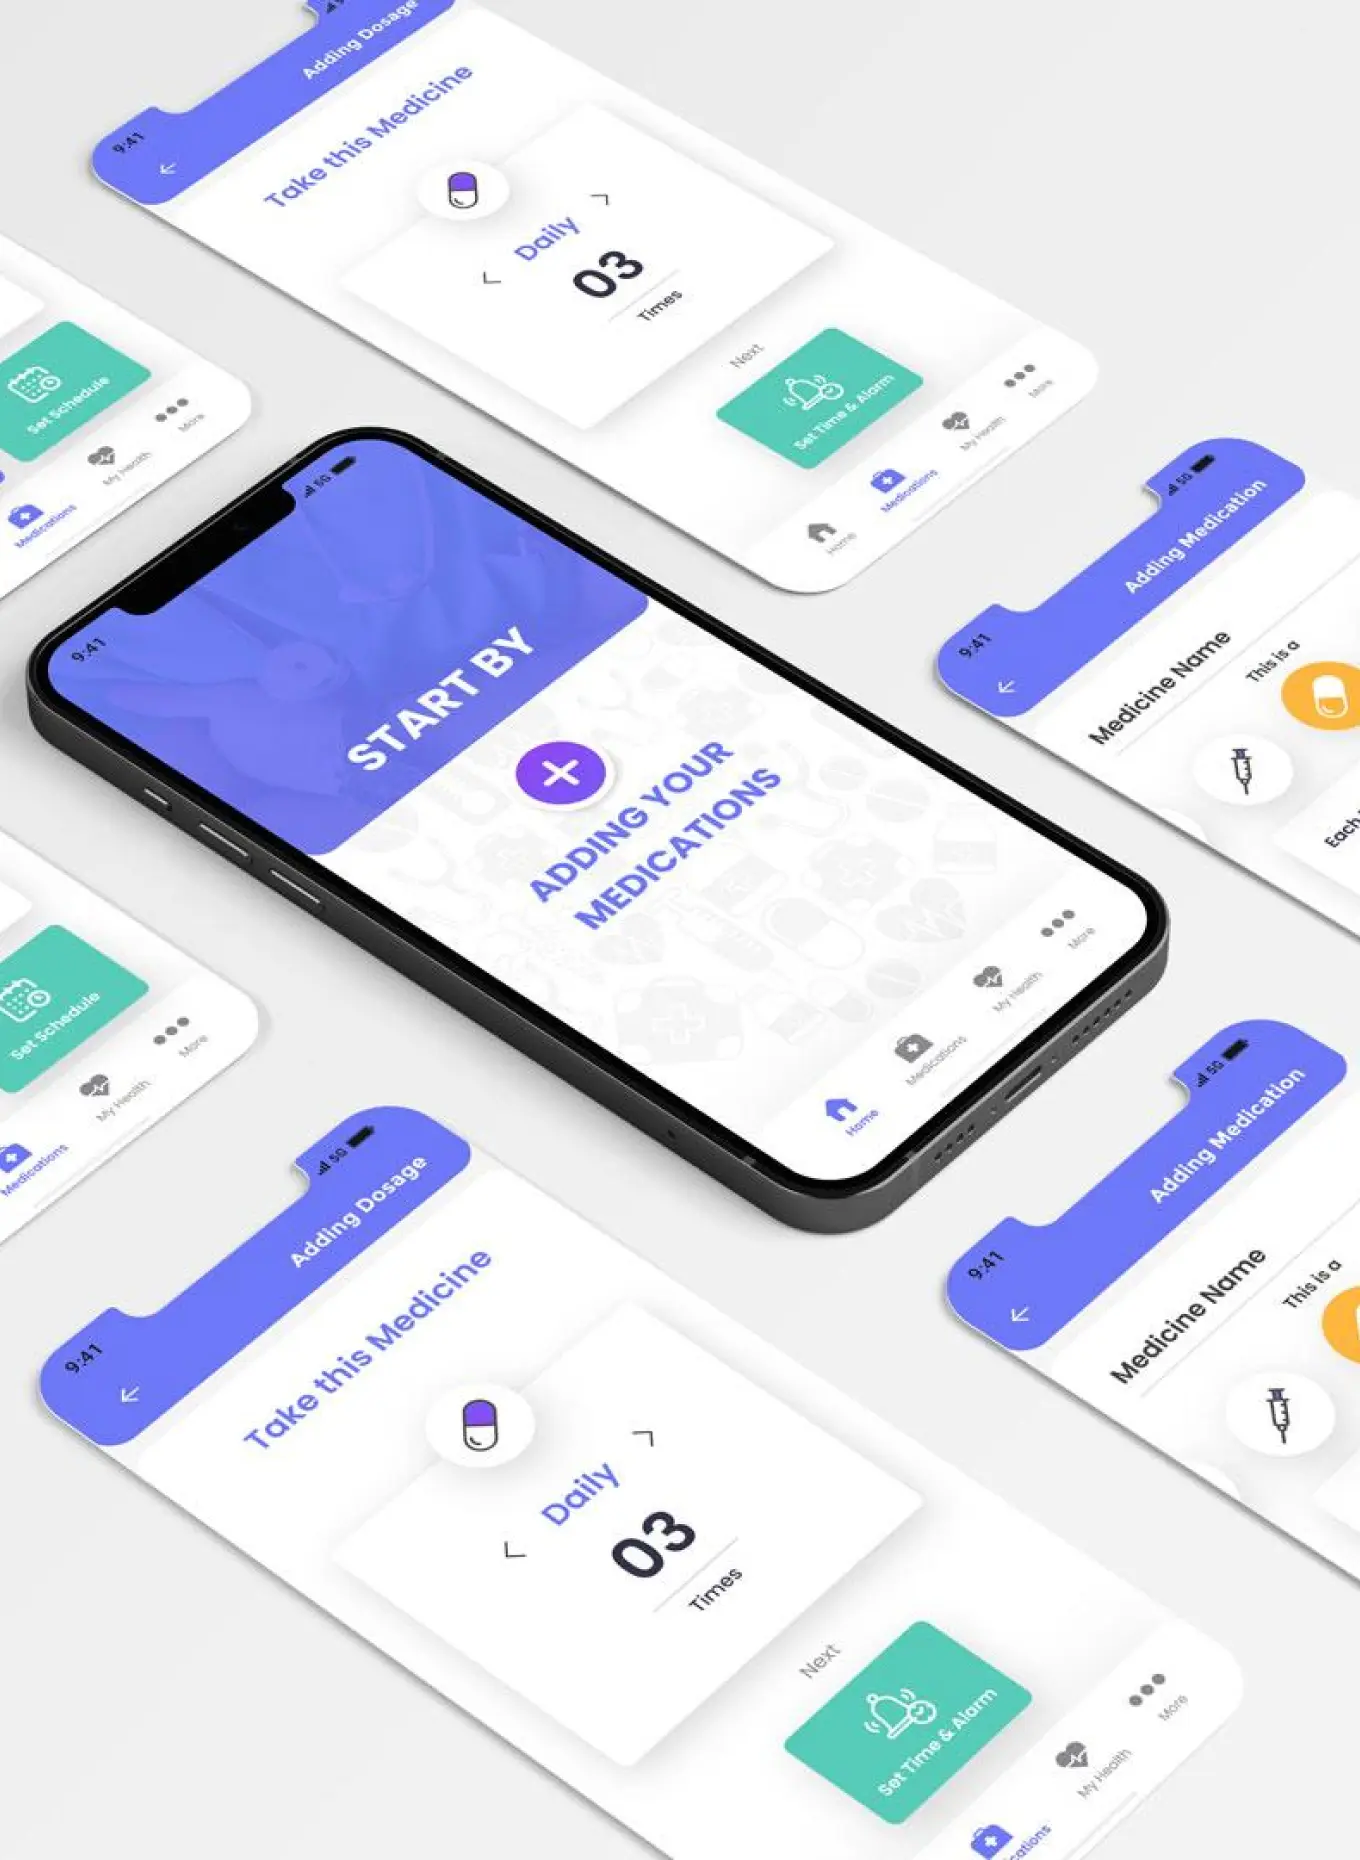 Adding Dosage
9:41
Take this Medicine
Daily
03
Times
Next
Set Time & Alarm
Home
Medications
My Health
More
Set Schedule
Medications
My Health
More
9:41
5G
START BY
ADDING YOUR
MEDICATIONS
Home
Medications
My Health
More
9:41
5G
Adding Medication
Medicine Name
This is a
Each
Set Schedule
Medications
My Health
More
9:41
5G
Adding Dosage
Take this Medicine
Daily
03
Times
Next
Set Time & Alarm
My Health
More
9:41
5G
Adding Medication
Medicine Name
This is a